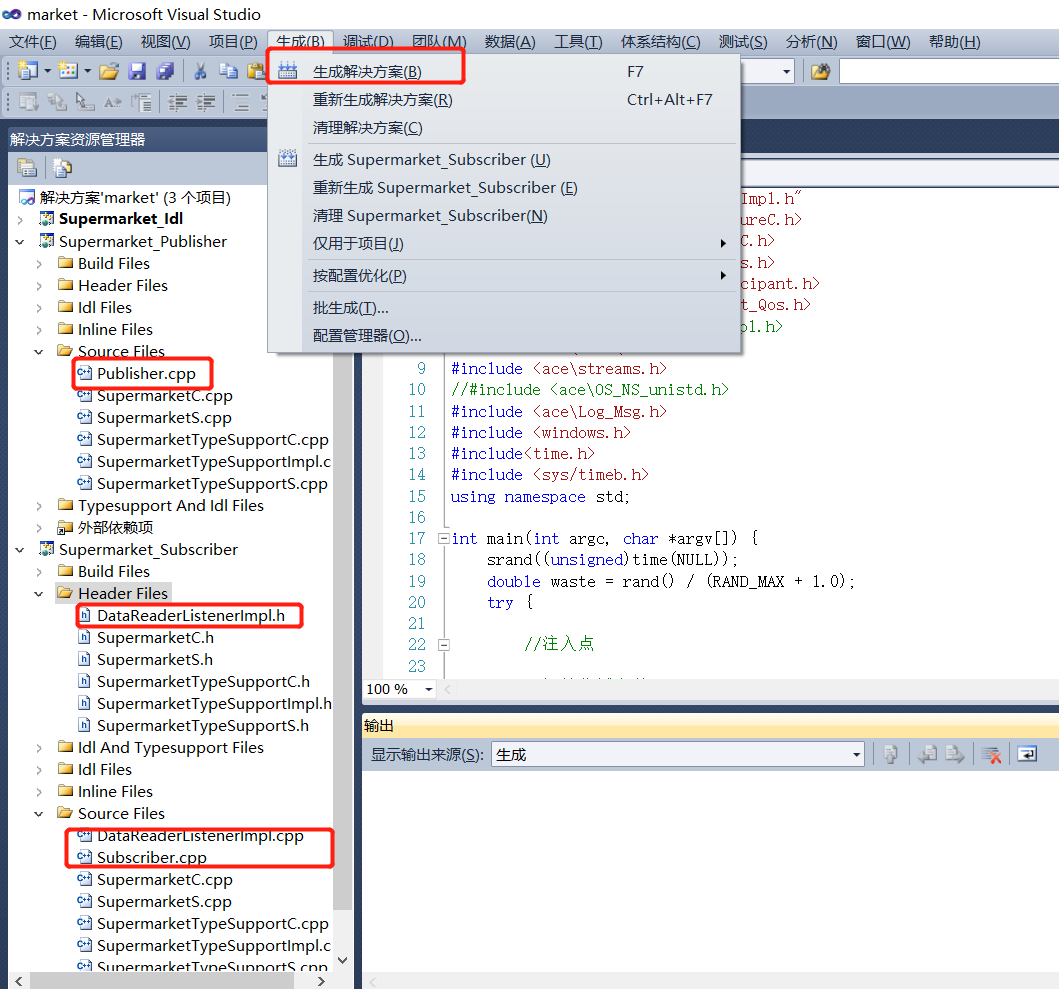 market - Microsoft Visual Studio
文件(F) 编辑(E) 视图(V) 项目(P) 生成(B) 调试(D) 团队(M) 数据(A) 工具(T) 体系结构(C) 测试(S) 分析(N) 窗口(W) 帮助(H)
生成解决方案(B) F7
重新生成解决方案(R) Ctrl+Alt+F7
清理解决方案(C)
生成 Supermarket_Subscriber (U)
重新生成 Supermarket_Subscriber (E)
清理 Supermarket_Subscriber(N)
仅用于项目(J)
按配置优化(P)
批生成(T)...
配置管理器(O)...
解决方案资源管理器
解决方案'market' (3 个项目)
Supermarket_Idl
Supermarket_Publisher
Build Files
Header Files
Idl Files
Inline Files
Source Files
Publisher.cpp
SupermarketC.cpp
SupermarketS.cpp
SupermarketTypeSupportC.cpp
SupermarketTypeSupportImpl.c
SupermarketTypeSupportS.cpp
Typesupport And Idl Files
外部依赖项
Supermarket_Subscriber
Build Files
Header Files
DataReaderListenerImpl.h
SupermarketC.h
SupermarketS.h
SupermarketTypeSupportC.h
SupermarketTypeSupportImpl.h
SupermarketTypeSupportS.h
Idl And Typesupport Files
Idl Files
Inline Files
Source Files
DataReaderListenerImpl.cpp
Subscriber.cpp
SupermarketC.cpp
SupermarketS.cpp
SupermarketTypeSupportC.cpp
SupermarketTypeSupportImpl.c
SupermarketTypeSupportS.cpp
Impl.h"
ureC.h>
C.h>
s.h>
cipant.h>
t_Qos.h>
pl.h>
9 #include <ace\streams.h>
10 //#include <ace\OS_NS_unistd.h>
11 #include <ace\Log_Msg.h>
12 #include <windows.h>
13 #include<time.h>
14 #include <sys/timeb.h>
15 using namespace std;
16
17 int main(int argc, char *argv[]) {
18 srand((unsigned)time(NULL));
19 double waste = rand() / (RAND_MAX + 1.0);
20 try {
21
22 //注入点
23
100 %
输出
显示输出来源(S): 生成